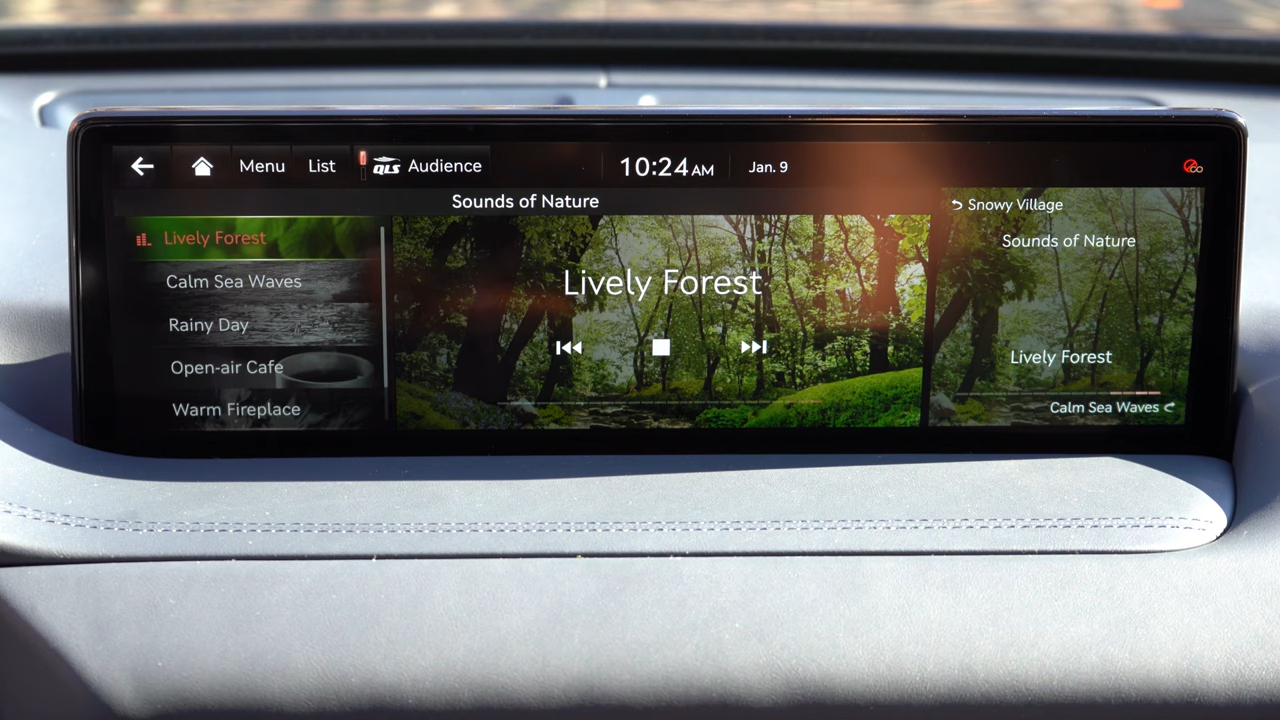 Menu List QLS Audience 10:24 AM Jan. 9
Sounds of Nature
Lively Forest
Calm Sea Waves
Rainy Day
Open-air Cafe
Warm Fireplace
Lively Forest
Snowy Village
Sounds of Nature
Lively Forest
Calm Sea Waves